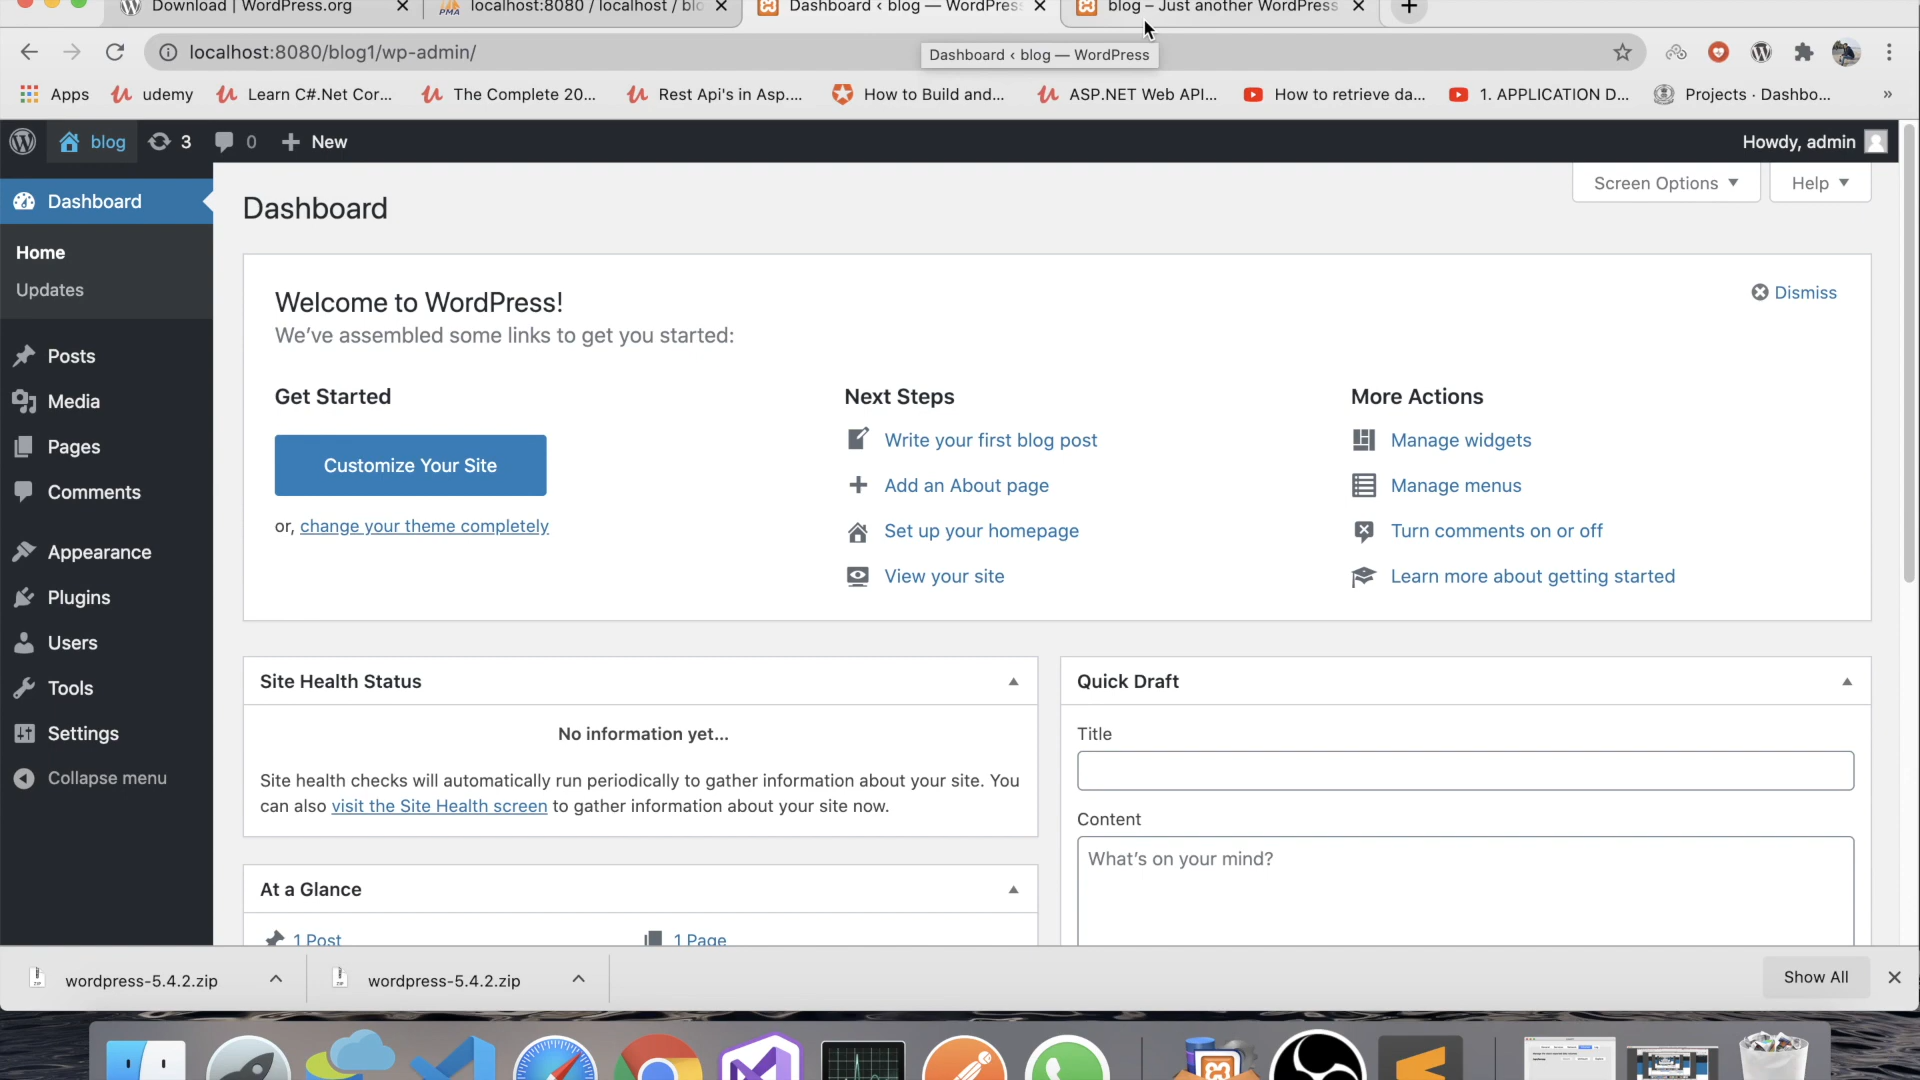 Download | WordPress.org
localhost:8080 / localhost / blo
Dashboard ‹ blog — WordPress
blog – Just another WordPress
localhost:8080/blog1/wp-admin/
Dashboard ‹ blog — WordPress
Apps
udemy
Learn C#.Net Cor...
The Complete 20...
Rest Api's in Asp....
How to Build and...
ASP.NET Web API...
How to retrieve da...
1. APPLICATION D...
Projects · Dashbo...
»
blog
3
0
New
Howdy, admin
Dashboard
Home
Updates
Posts
Media
Pages
Comments
Appearance
Plugins
Users
Tools
Settings
Collapse menu
Screen Options
Help
Dashboard
Welcome to WordPress!
We've assembled some links to get you started:
Dismiss
Get Started
Customize Your Site
or, change your theme completely
Next Steps
Write your first blog post
Add an About page
Set up your homepage
View your site
More Actions
Manage widgets
Manage menus
Turn comments on or off
Learn more about getting started
Site Health Status
No information yet...
Site health checks will automatically run periodically to gather information about your site. You
can also visit the Site Health screen to gather information about your site now.
At a Glance
1 Post
1 Page
Quick Draft
Title
Content
What's on your mind?
wordpress-5.4.2.zip
wordpress-5.4.2.zip
Show All